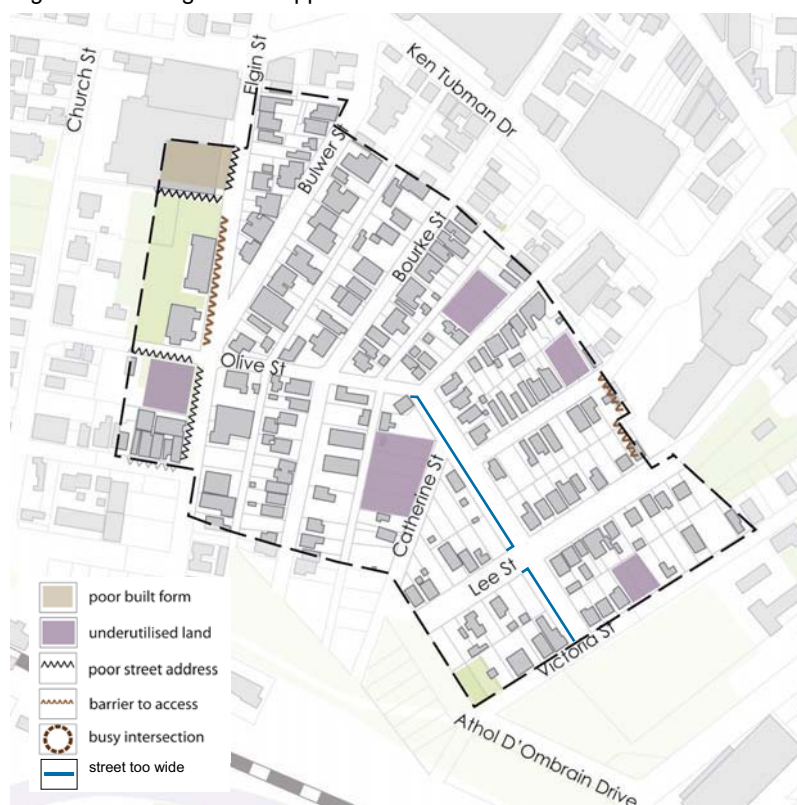 Church St
Elgin St
Ken Tubman Dr
Bulwer St
Bourke St
Olive St
Catherine St
Lee St
Victoria St
Athol D'Ombrain Drive
poor built form
underutilised land
poor street address
barrier to access
busy intersection
street too wide